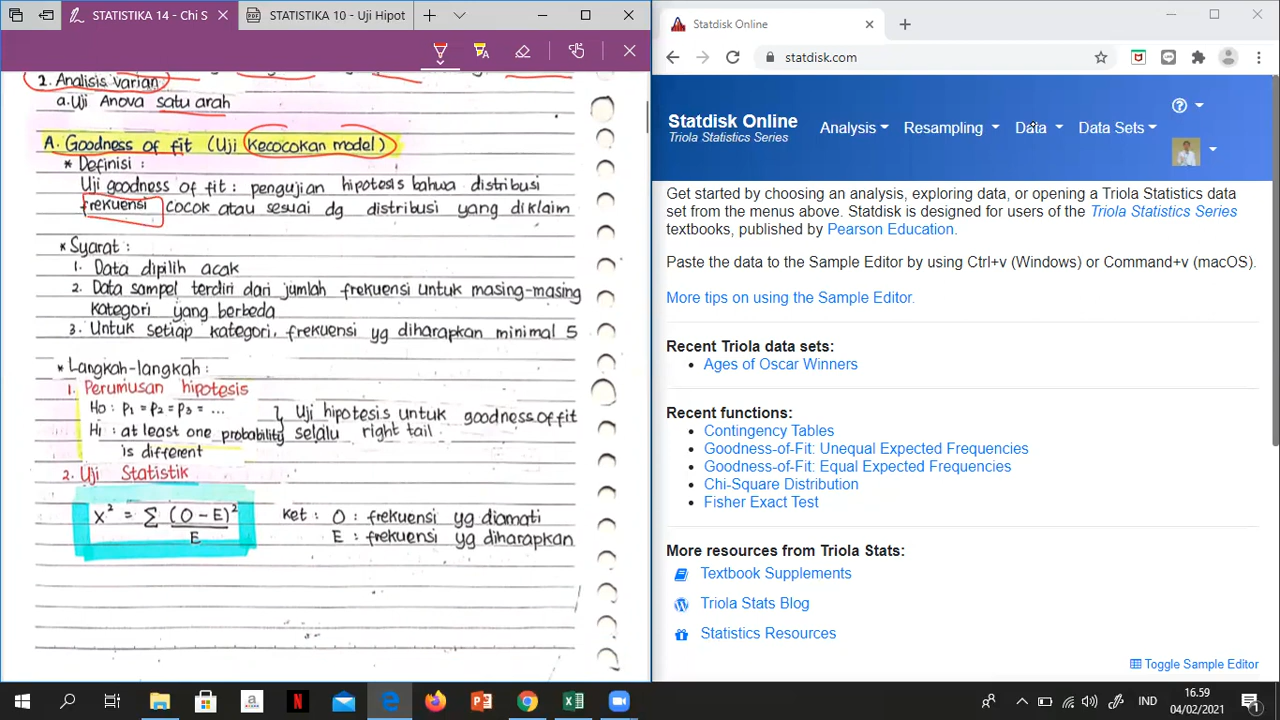 STATISTIKA 14 - Chi S
STATISTIKA 10 - Uji Hipot
2. Analisis varian
a. Uji Anova satu arah
A. Goodness of fit (Uji Kecocokan model)
* Definisi :
Uji goodness of fit : pengujian hipotesis bahwa distribusi
frekuensi cocok atau sesuai dg distribusi yang diklaim
* Syarat :
1. Data dipilih acak
2. Data sampel terdiri dari jumlah frekuensi untuk masing-masing
kategori yang berbeda
3. Untuk setiap kategori, frekuensi yg diharapkan minimal 5
* Langkah-langkah :
1. Perumusan hipotesis
Ho : p1 = p2 = p3 = ...
Hi : at least one probability
is different
} Uji hipotesis untuk goodness of fit
selalu right tail
2. Uji Statistik
X² = Σ (O - E)²
E
Ket : O : frekuensi yg diamati
E : frekuensi yg diharapkan
Statdisk Online
statdisk.com
Statdisk Online
Triola Statistics Series
Analysis
Resampling
Data
Data Sets
Get started by choosing an analysis, exploring data, or opening a Triola Statistics data
set from the menus above. Statdisk is designed for users of the Triola Statistics Series
textbooks, published by Pearson Education.
Paste the data to the Sample Editor by using Ctrl+v (Windows) or Command+v (macOS).
More tips on using the Sample Editor.
Recent Triola data sets:
Ages of Oscar Winners
Recent functions:
Contingency Tables
Goodness-of-Fit: Unequal Expected Frequencies
Goodness-of-Fit: Equal Expected Frequencies
Chi-Square Distribution
Fisher Exact Test
More resources from Triola Stats:
Textbook Supplements
Triola Stats Blog
Statistics Resources
Toggle Sample Editor
IND
16.59
04/02/2021